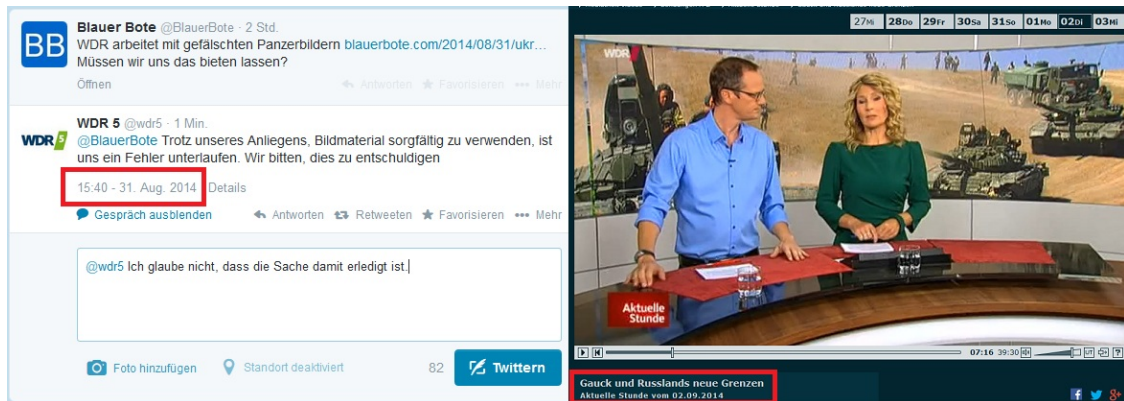 BB
Blauer Bote @BlauerBote · 2 Std.
WDR arbeitet mit gefälschten Panzerbildern blauerbote.com/2014/08/31/ukr…
Müssen wir uns das bieten lassen?
Öffnen
Antworten Favorisieren Mehr
WDR 5
WDR 5 @wdr5 · 1 Min.
@BlauerBote Trotz unseres Anliegens, Bildmaterial sorgfältig zu verwenden, ist
uns ein Fehler unterlaufen. Wir bitten, dies zu entschuldigen
15:40 - 31. Aug. 2014 Details
Gespräch ausblenden Antworten Retweeten Favorisieren Mehr
@wdr5 Ich glaube nicht, dass die Sache damit erledigt ist.
Foto hinzufügen Standort deaktiviert 82 Twittern
27Mi 28Do 29Fr 30Sa 31So 01Mo 02Di 03Mi
WDR
Aktuelle
Stunde
07:16 39:30 UT ?
Gauck und Russlands neue Grenzen
Aktuelle Stunde vom 02.09.2014